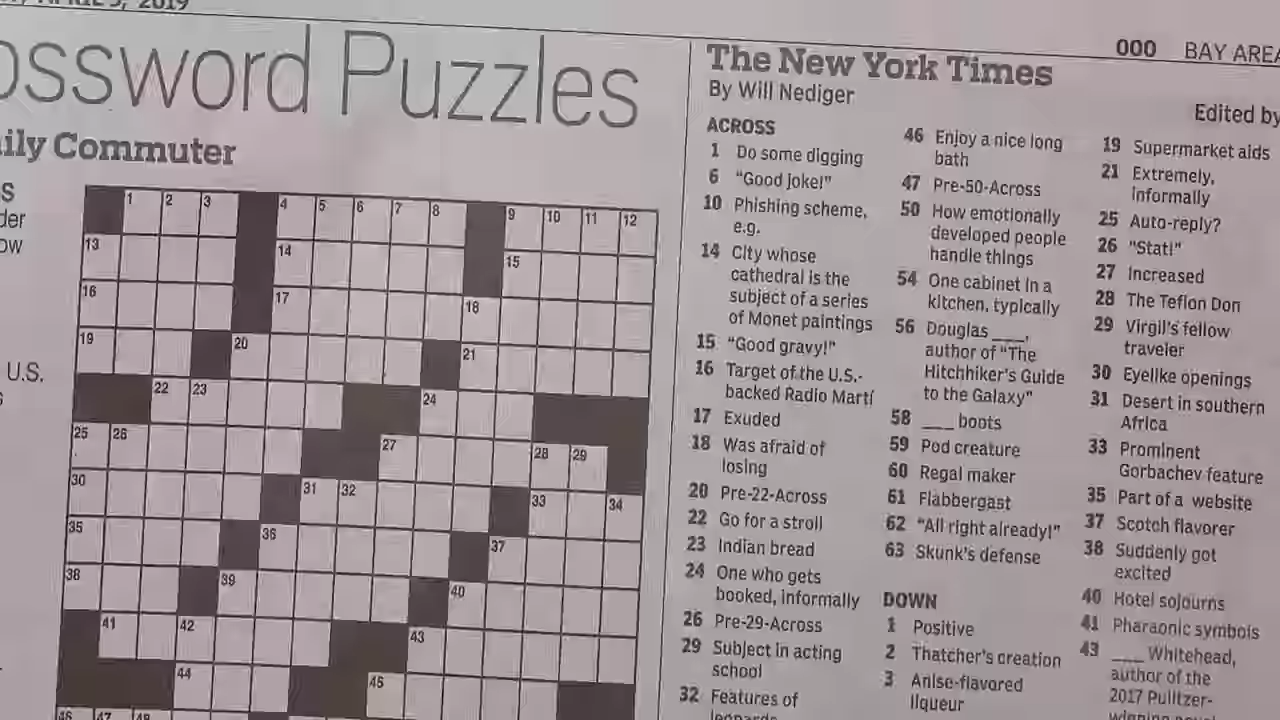 2019
Crossword Puzzles
Daily Commuter
U.S.
1 2 3 4 5 6 7 8 9 10 11 12
13 14 15
16 17 18
19 20 21
22 23 24
25 26 27 28 29
30 31 32 33 34
35 36 37
38 39 40
41 42 43
44 45
46 47 48
000 BAY AREA
The New York Times
By Will Nediger
Edited by
ACROSS
1 Do some digging
6 "Good joke!"
10 Phishing scheme,
e.g.
14 City whose
cathedral is the
subject of a series
of Monet paintings
15 "Good gravy!"
16 Target of the U.S.-
backed Radio Martí
17 Exuded
18 Was afraid of
losing
20 Pre-22-Across
22 Go for a stroll
23 Indian bread
24 One who gets
booked, informally
26 Pre-29-Across
29 Subject in acting
school
32 Features of
leopards
46 Enjoy a nice long
bath
47 Pre-50-Across
50 How emotionally
developed people
handle things
54 One cabinet in a
kitchen, typically
56 Douglas ___,
author of "The
Hitchhiker's Guide
to the Galaxy"
58 ___ boots
59 Pod creature
60 Regal maker
61 Flabbergast
62 "All right already!"
63 Skunk's defense
DOWN
1 Positive
2 Thatcher's creation
3 Anise-flavored
liqueur
19 Supermarket aids
21 Extremely,
informally
25 Auto-reply?
26 "Stat!"
27 Increased
28 The Teflon Don
29 Virgil's fellow
traveler
30 Eyelike openings
31 Desert in southern
Africa
33 Prominent
Gorbachev feature
35 Part of a website
37 Scotch flavorer
38 Suddenly got
excited
40 Hotel sojourns
41 Pharaonic symbols
43 ___ Whitehead,
author of the
2017 Pulitzer-
winning novel